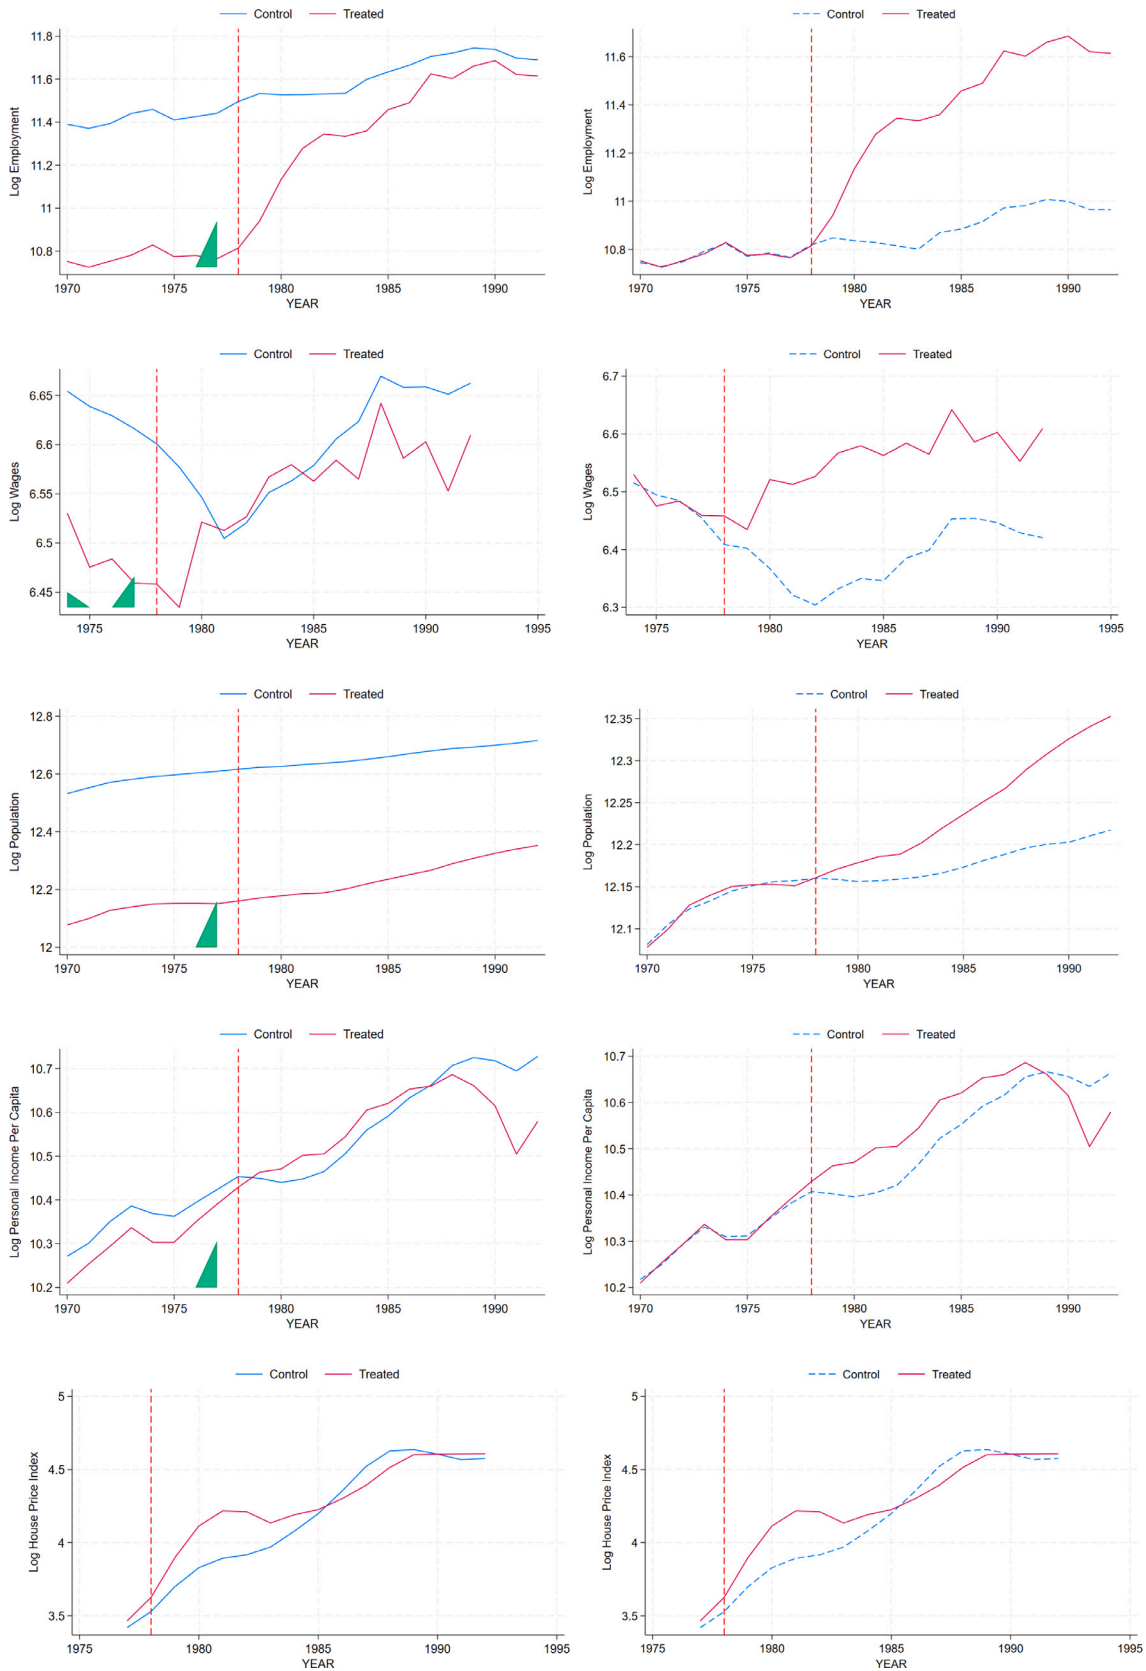 Control Treated
11.8
11.6
11.4
11.2
11
10.8
Log Employment
1970 1975 1980 1985 1990
YEAR
Control Treated
11.6
11.4
11.2
11
10.8
Log Employment
1970 1975 1980 1985 1990
YEAR
Control Treated
6.65
6.6
6.55
6.5
6.45
Log Wages
1975 1980 1985 1990 1995
YEAR
Control Treated
6.7
6.6
6.5
6.4
6.3
Log Wages
1975 1980 1985 1990 1995
YEAR
Control Treated
12.8
12.6
12.4
12.2
12
Log Population
1970 1975 1980 1985 1990
YEAR
Control Treated
12.35
12.3
12.25
12.2
12.15
12.1
Log Population
1970 1975 1980 1985 1990
YEAR
Control Treated
10.7
10.6
10.5
10.4
10.3
10.2
Log Personal Income Per Capita
1970 1975 1980 1985 1990
YEAR
Control Treated
10.7
10.6
10.5
10.4
10.3
10.2
Log Personal Income Per Capita
1970 1975 1980 1985 1990
YEAR
Control Treated
5
4.5
4
3.5
Log House Price Index
1975 1980 1985 1990 1995
YEAR
Control Treated
5
4.5
4
3.5
Log House Price Index
1975 1980 1985 1990 1995
YEAR